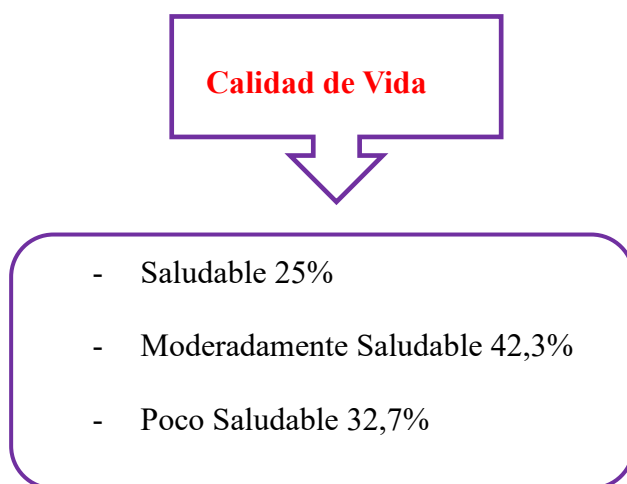 Calidad de Vida
- Saludable 25%
- Moderadamente Saludable 42,3%
- Poco Saludable 32,7%